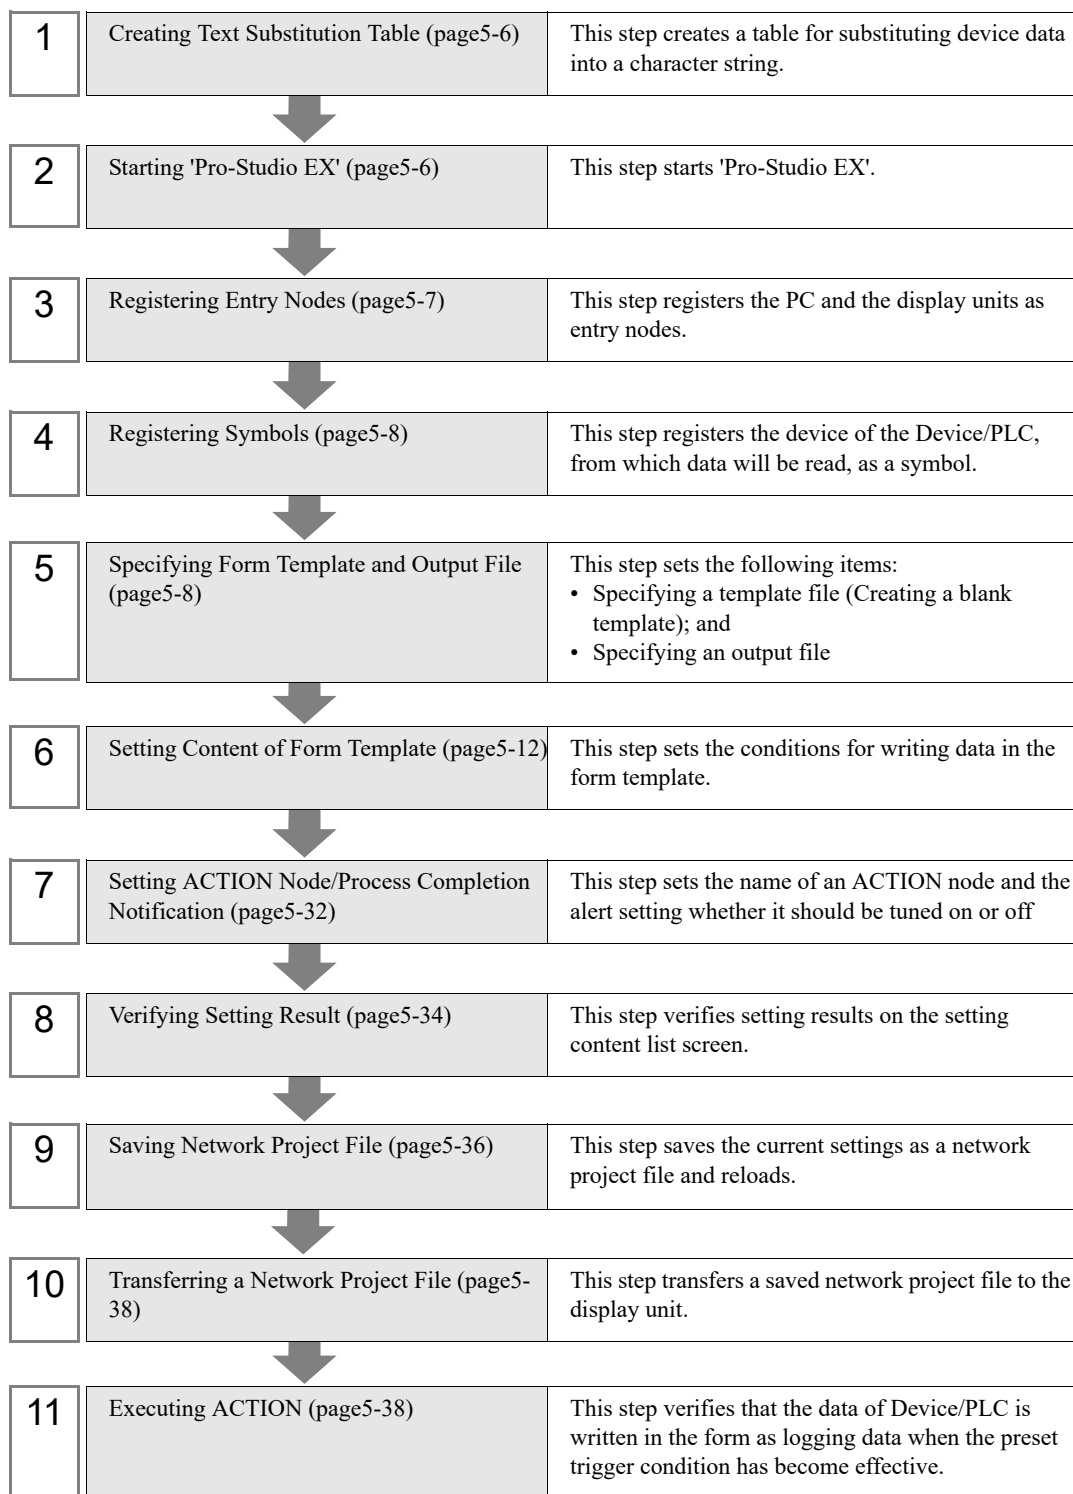 1
Creating Text Substitution Table (page5-6)
This step creates a table for substituting device data
into a character string.
2
Starting 'Pro-Studio EX' (page5-6)
This step starts 'Pro-Studio EX'.
3
Registering Entry Nodes (page5-7)
This step registers the PC and the display units as
entry nodes.
4
Registering Symbols (page5-8)
This step registers the device of the Device/PLC,
from which data will be read, as a symbol.
5
Specifying Form Template and Output File
(page5-8)
This step sets the following items:
• Specifying a template file (Creating a blank
template); and
• Specifying an output file
6
Setting Content of Form Template (page5-12)
This step sets the conditions for writing data in the
form template.
7
Setting ACTION Node/Process Completion
Notification (page5-32)
This step sets the name of an ACTION node and the
alert setting whether it should be tuned on or off
8
Verifying Setting Result (page5-34)
This step verifies setting results on the setting
content list screen.
9
Saving Network Project File (page5-36)
This step saves the current settings as a network
project file and reloads.
10
Transferring a Network Project File (page5-
38)
This step transfers a saved network project file to the
display unit.
11
Executing ACTION (page5-38)
This step verifies that the data of Device/PLC is
written in the form as logging data when the preset
trigger condition has become effective.